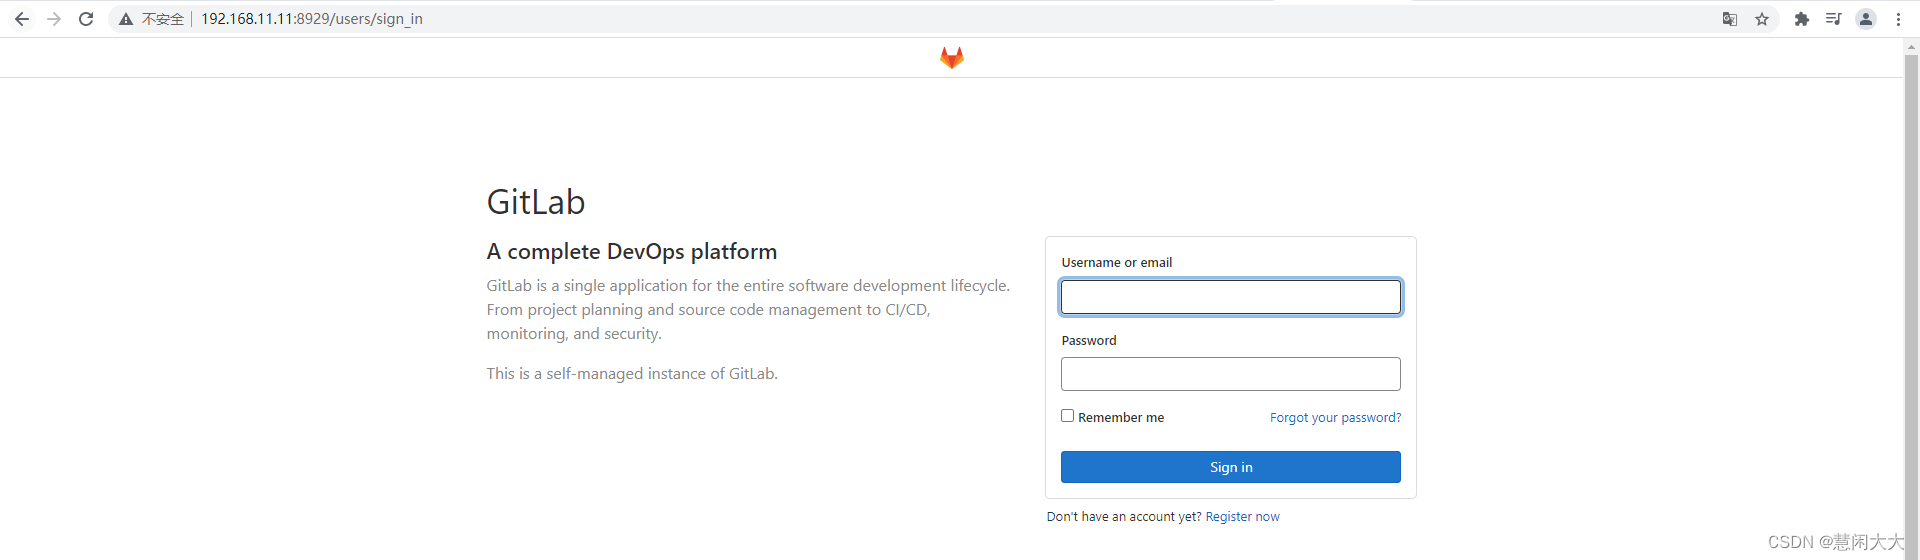 不安全 192.168.11.11:8929/users/sign_in
GitLab
A complete DevOps platform
GitLab is a single application for the entire software development lifecycle.
From project planning and source code management to CI/CD,
monitoring, and security.
This is a self-managed instance of GitLab.
Username or email
Password
Remember me
Forgot your password?
Sign in
Don't have an account yet? Register now
CSDN @慧闲大大